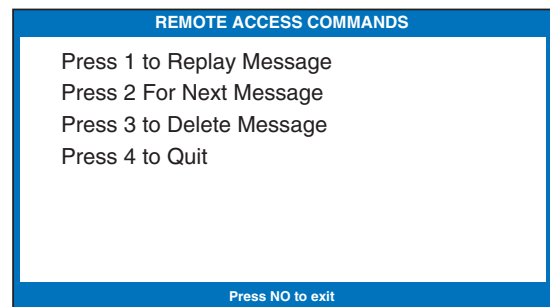 REMOTE ACCESS COMMANDS
Press 1 to Replay Message
Press 2 For Next Message
Press 3 to Delete Message
Press 4 to Quit
Press NO to exit